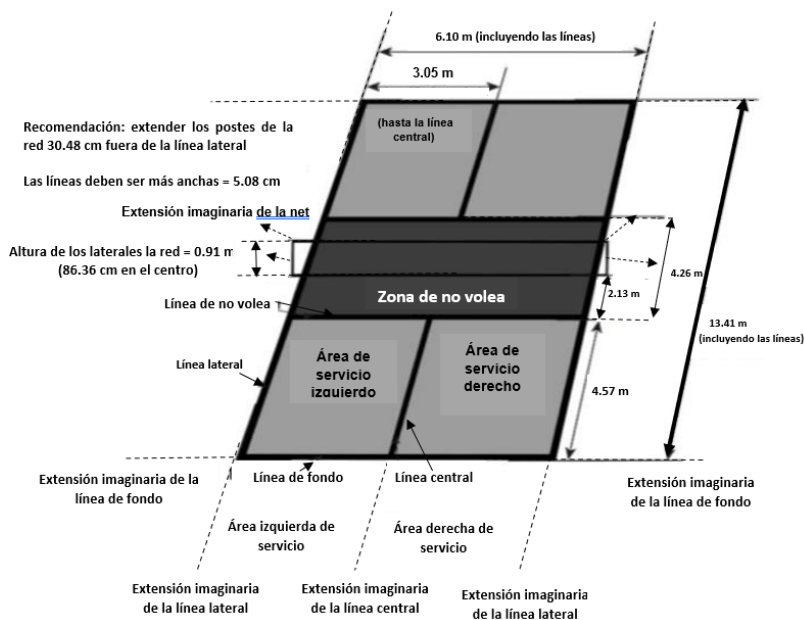 6.10 m (incluyendo las líneas)
3.05 m
(hasta la línea
central)
Recomendación: extender los postes de la
red 30.48 cm fuera de la línea lateral
Las líneas deben ser más anchas = 5.08 cm
Extensión imaginaria de la net
Altura de los laterales la red = 0.91 m
(86.36 cm en el centro)
4.26 m
2.13 m
Zona de no volea
Línea de no volea
13.41 m
(incluyendo las líneas)
Área de
servicio
izquierdo
Área de
servicio
derecho
Línea lateral
4.57 m
Extensión imaginaria de la
línea de fondo
Línea de fondo
Línea central
Extensión imaginaria
de la línea de fondo
Área izquierda de
servicio
Área derecha de
servicio
Extensión imaginaria
de la línea lateral
Extensión imaginaria
de la línea central
Extensión imaginaria
de la línea lateral